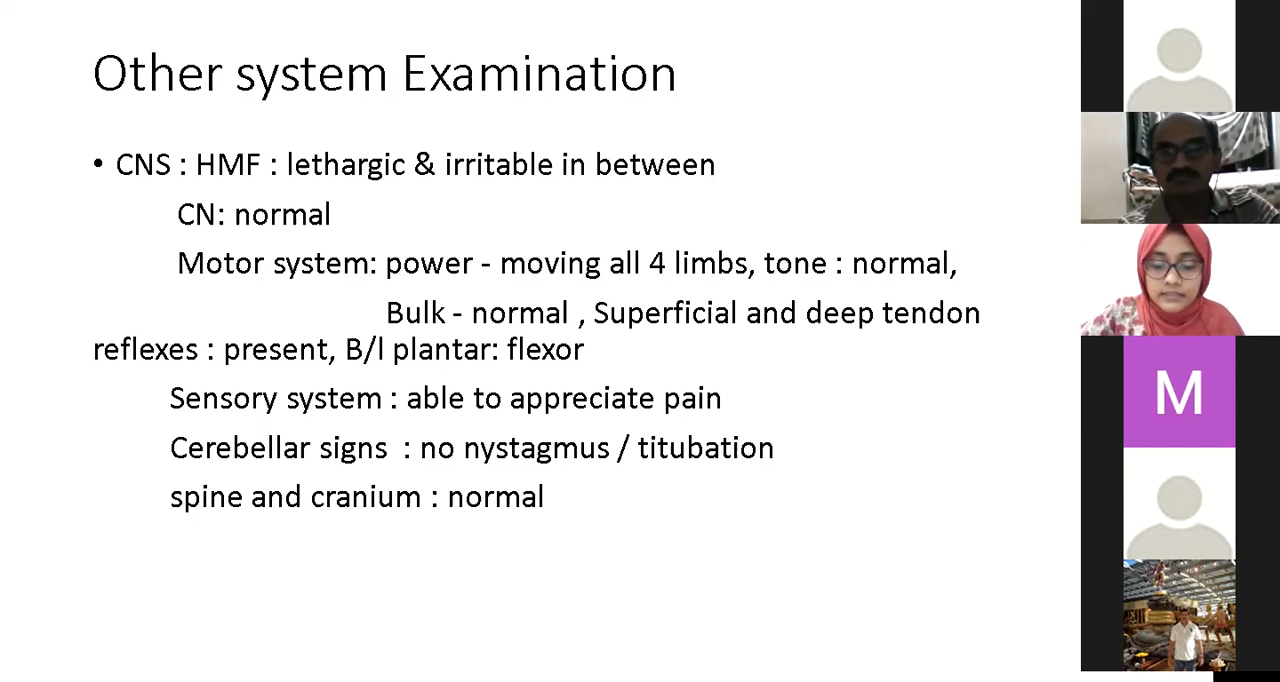 Other system Examination
• CNS : HMF : lethargic & irritable in between
CN: normal
Motor system: power - moving all 4 limbs, tone : normal,
Bulk - normal , Superficial and deep tendon
reflexes : present, B/l plantar: flexor
Sensory system : able to appreciate pain
Cerebellar signs : no nystagmus / titubation
spine and cranium : normal
M